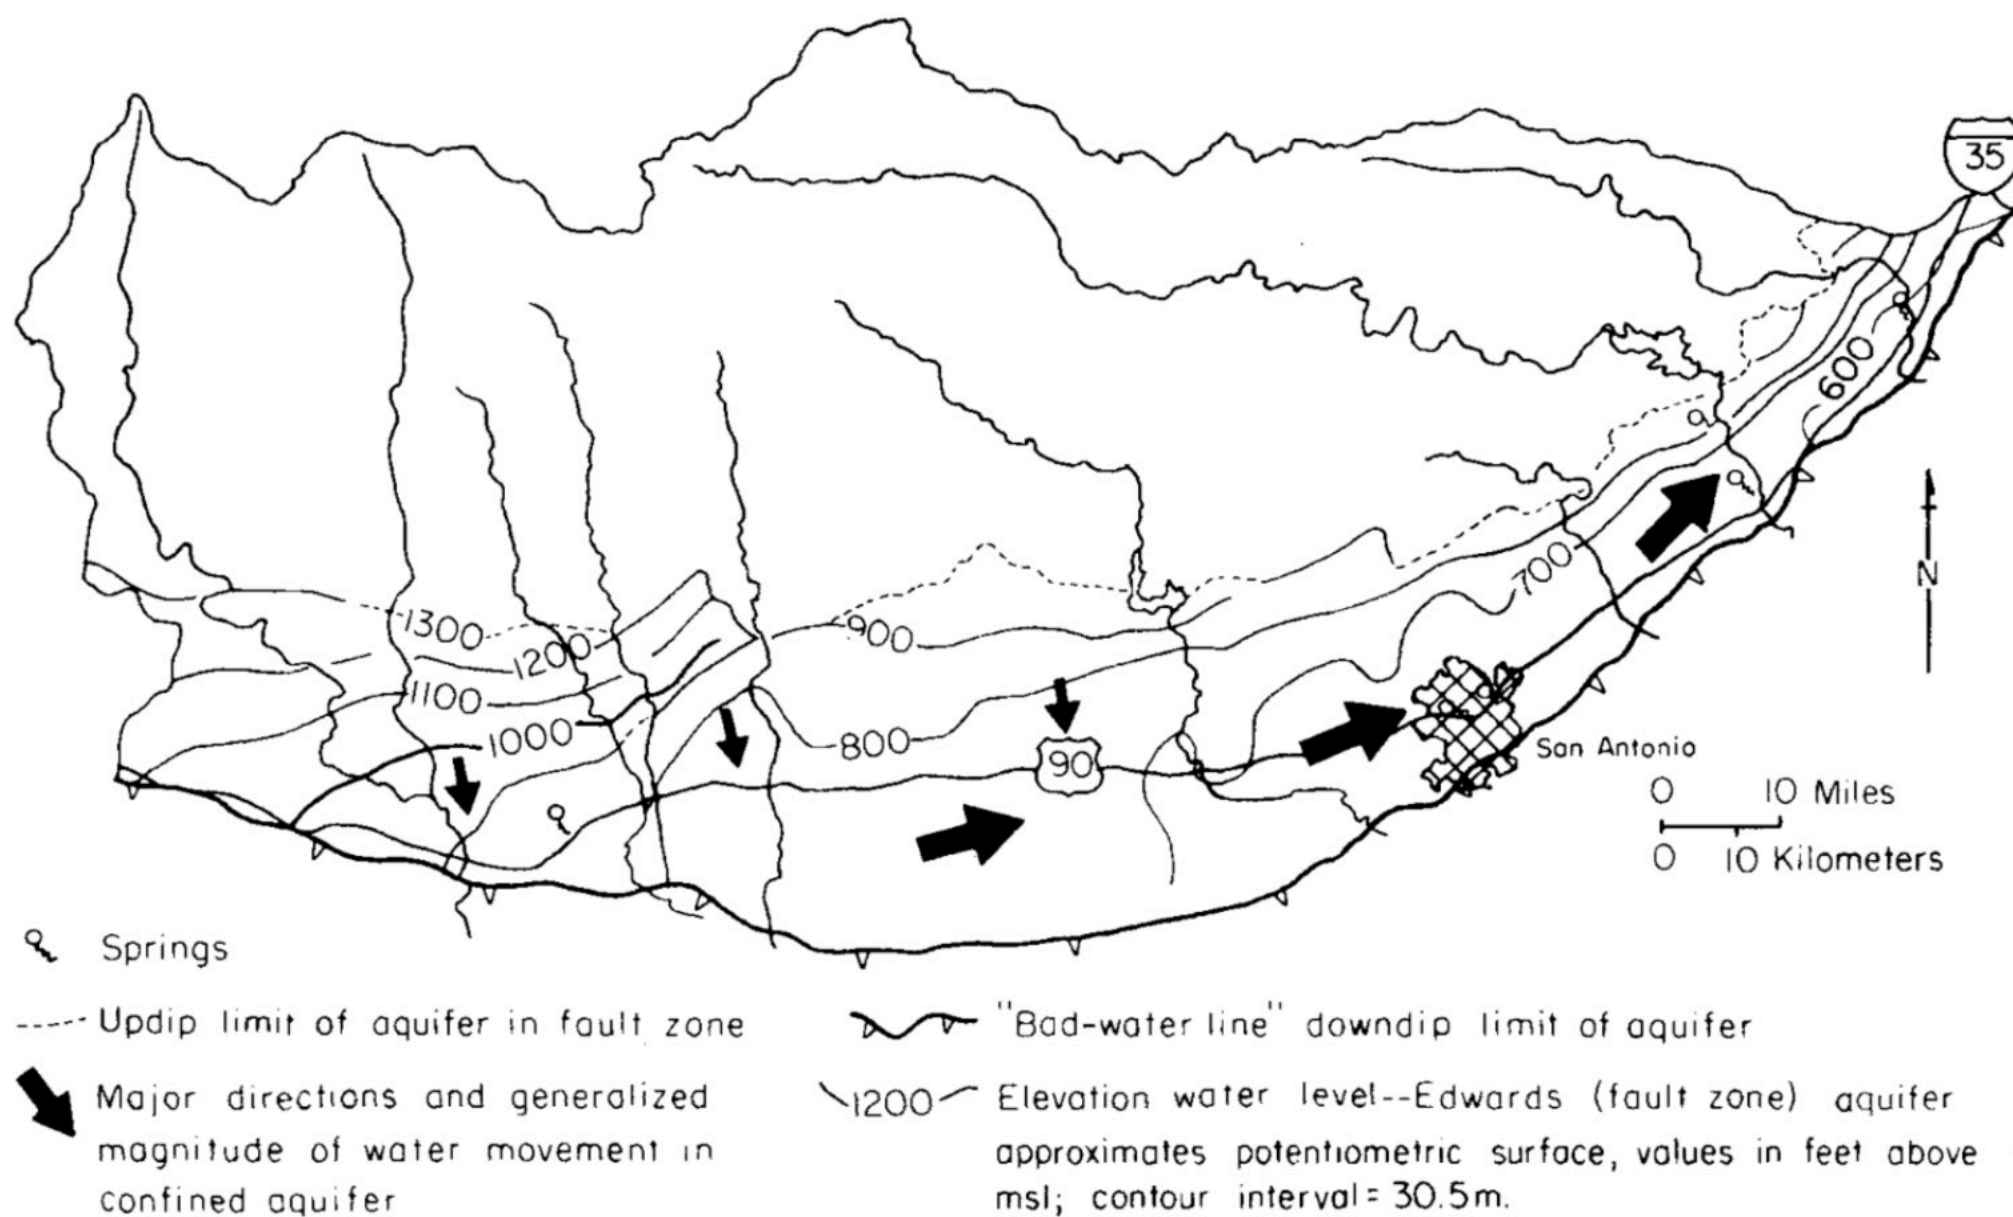 35
600
N
700
1300
900
1200
1100
1000
800
90
San Antonio
0 10 Miles
0 10 Kilometers
Springs
Updip limit of aquifer in fault zone
"Bad-water line" downdip limit of aquifer
Major directions and generalized
magnitude of water movement in
confined aquifer
1200
Elevation water level--Edwards (fault zone) aquifer
approximates potentiometric surface, values in feet above
msl; contour interval = 30.5m.